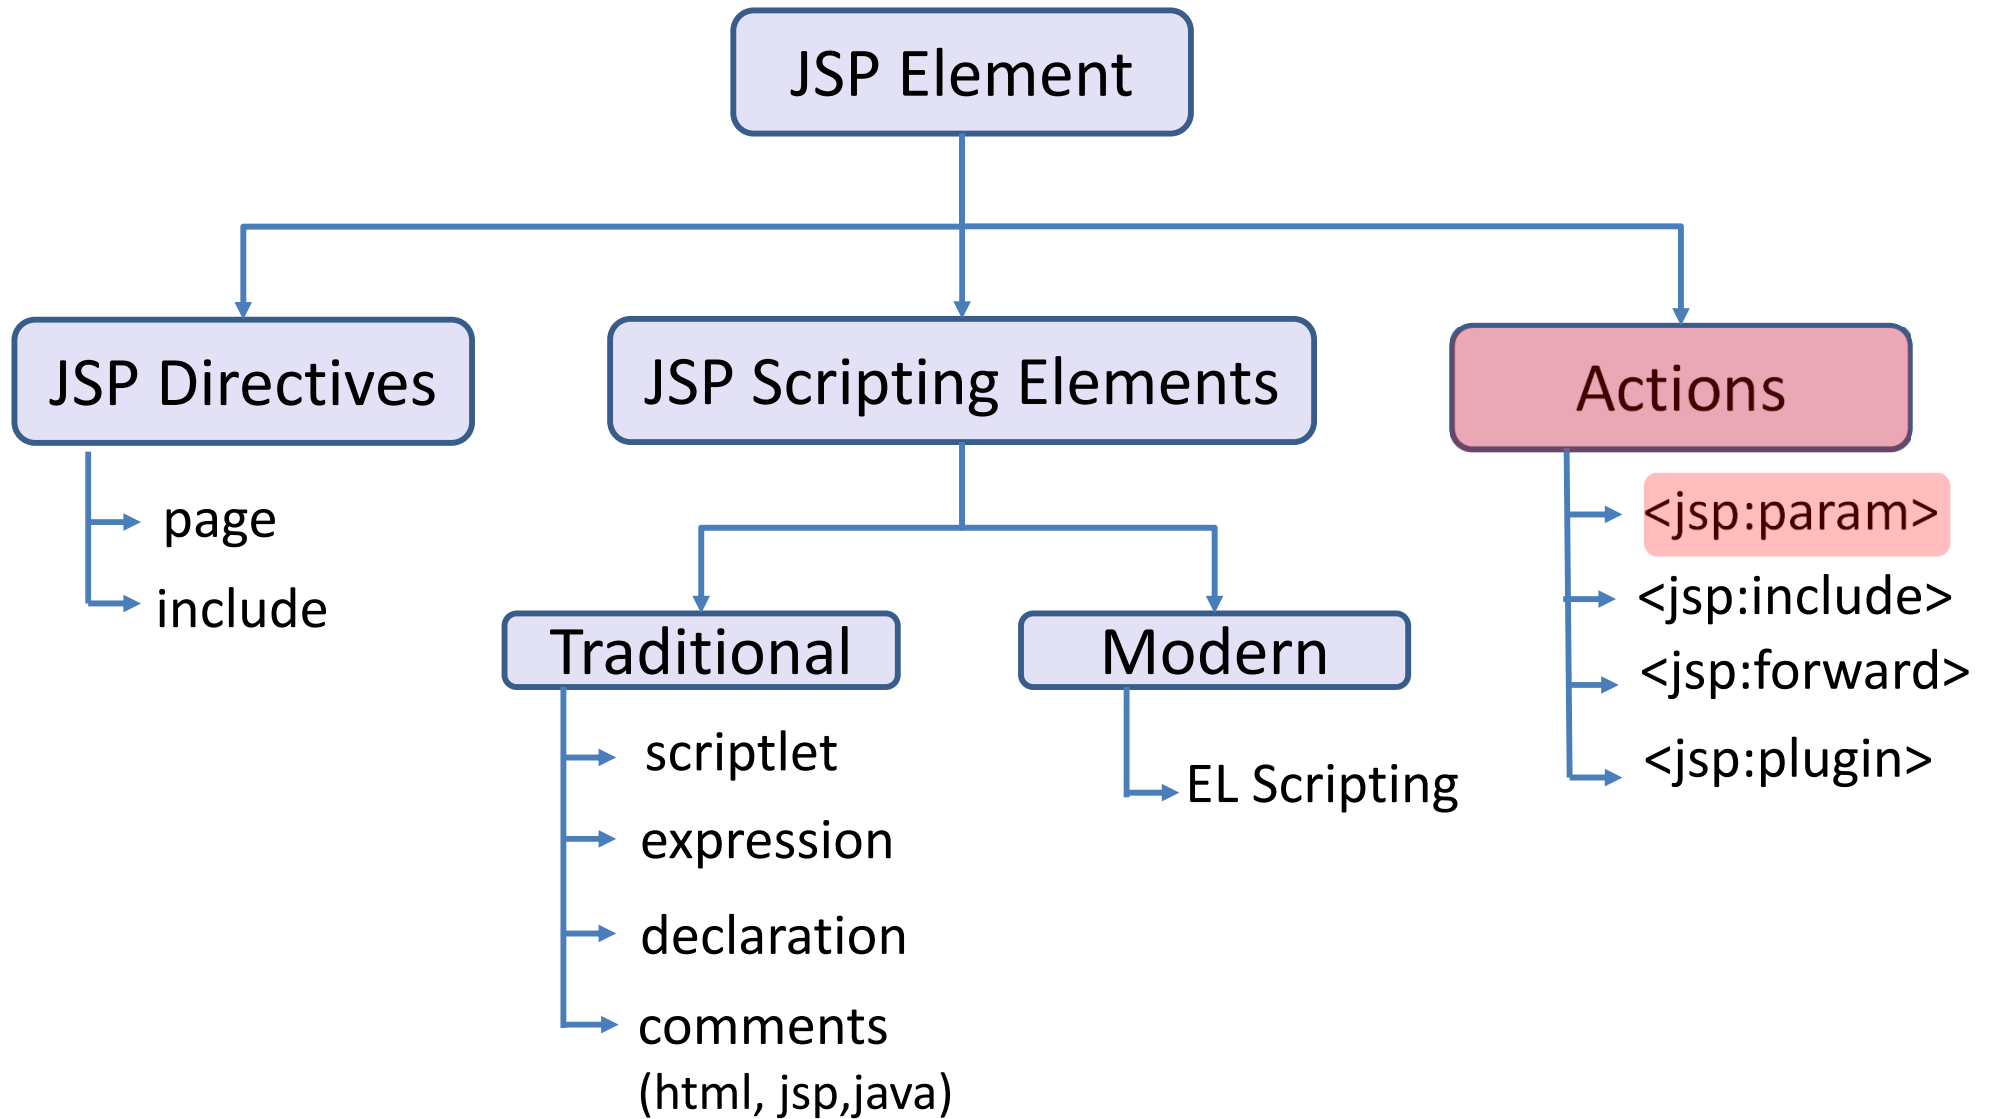 JSP Element
JSP Directives
page
include
JSP Scripting Elements
Traditional
scriptlet
expression
declaration
comments
(html, jsp,java)
Modern
EL Scripting
Actions
<jsp:param>
<jsp:include>
<jsp:forward>
<jsp:plugin>